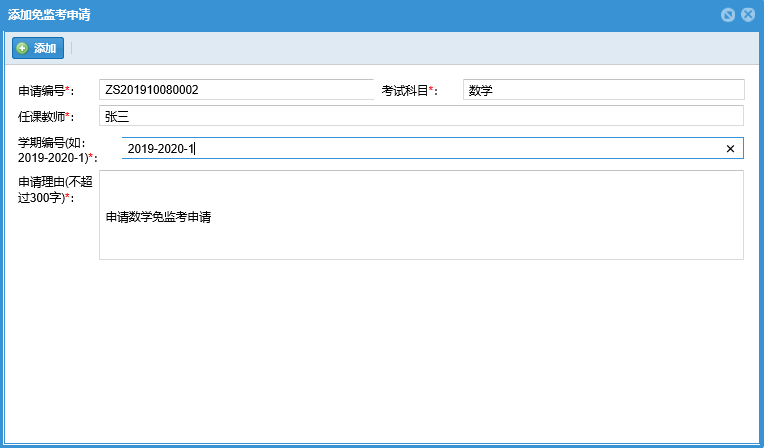 添加免监考申请
添加
申请编号*： ZS201910080002 考试科目*： 数学
任课教师*： 张三
学期编号(如：
2019-2020-1)*： 2019-2020-1
申请理由(不超
过300字)*：
申请数学免监考申请